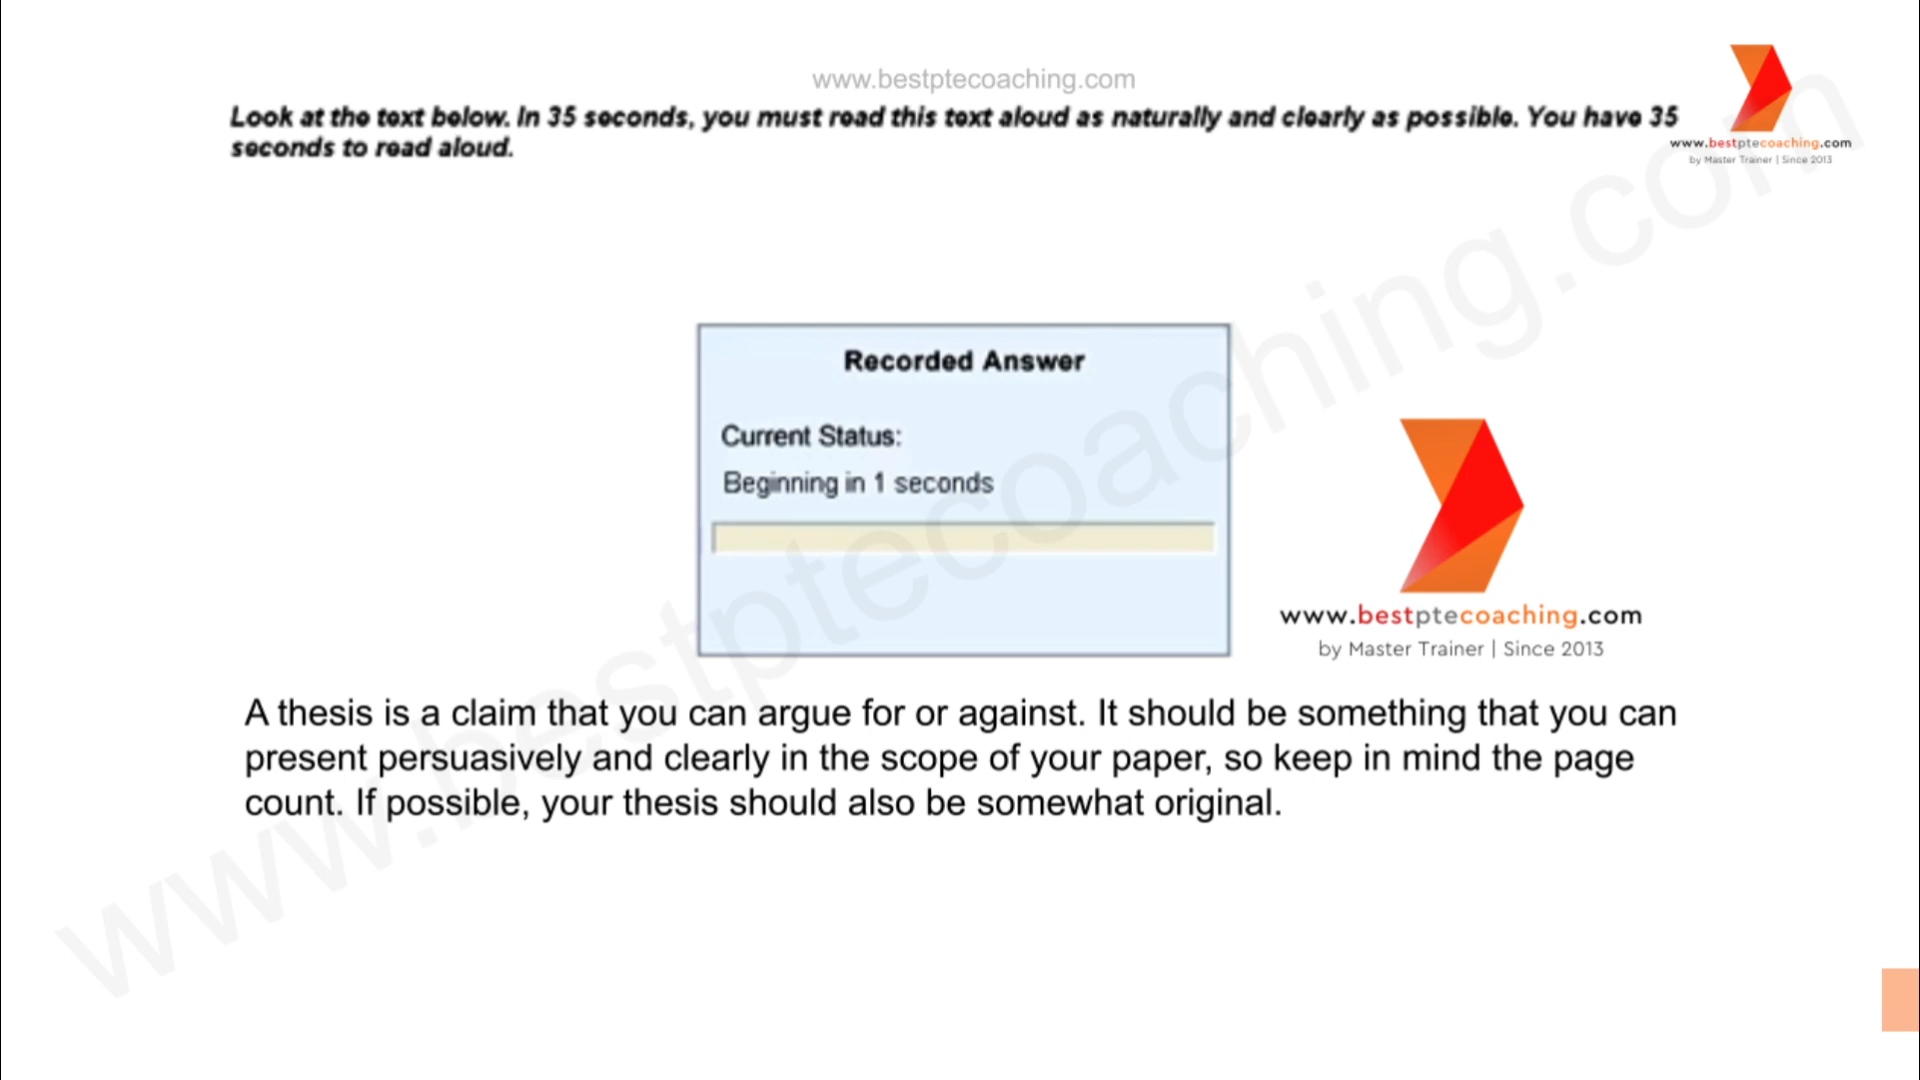 www.bestptecoaching.com
Look at the text below. In 35 seconds, you must read this text aloud as naturally and clearly as possible. You have 35
seconds to read aloud.
www.bestptecoaching.com
by Master Trainer | Since 2013
Recorded Answer
Current Status:
Beginning in 1 seconds
www.bestptecoaching.com
by Master Trainer | Since 2013
A thesis is a claim that you can argue for or against. It should be something that you can
present persuasively and clearly in the scope of your paper, so keep in mind the page
count. If possible, your thesis should also be somewhat original.
www.bestptecoaching.com